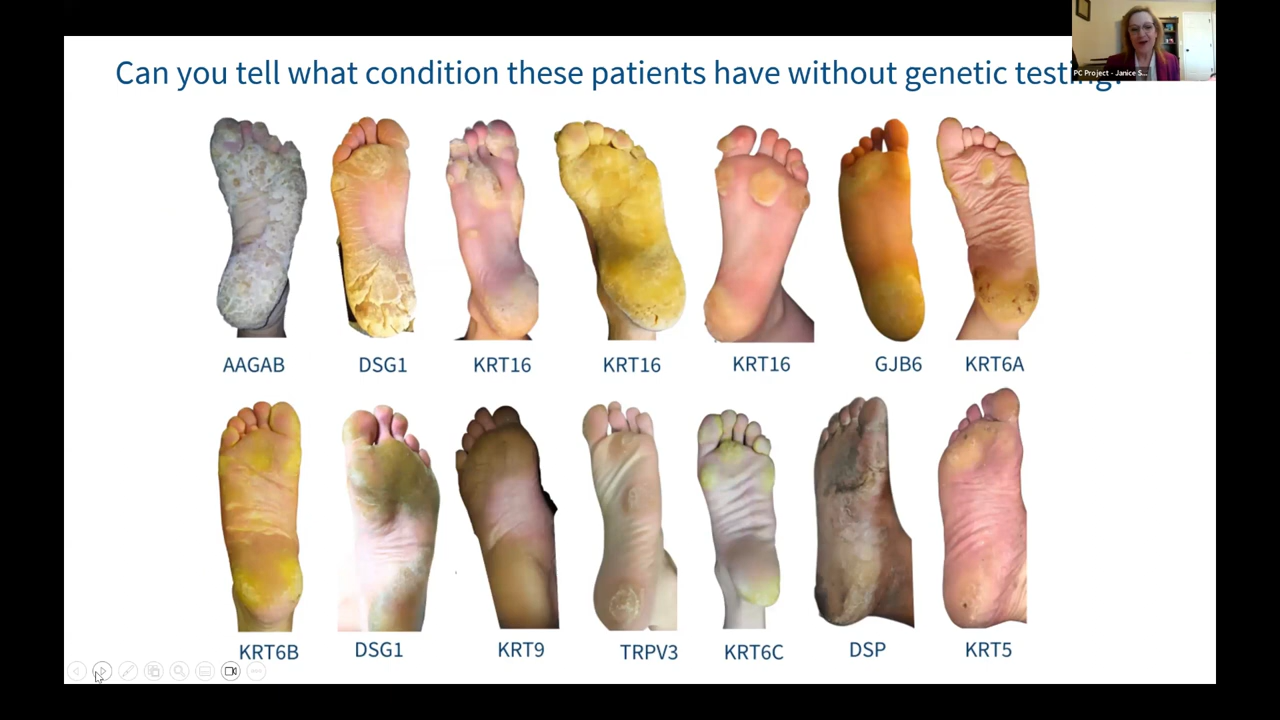 Can you tell what condition these patients have without genetic testing?
PC Project - Janice S...
AAGAB DSG1 KRT16 KRT16 KRT16 GJB6 KRT6A
KRT6B DSG1 KRT9 TRPV3 KRT6C DSP KRT5